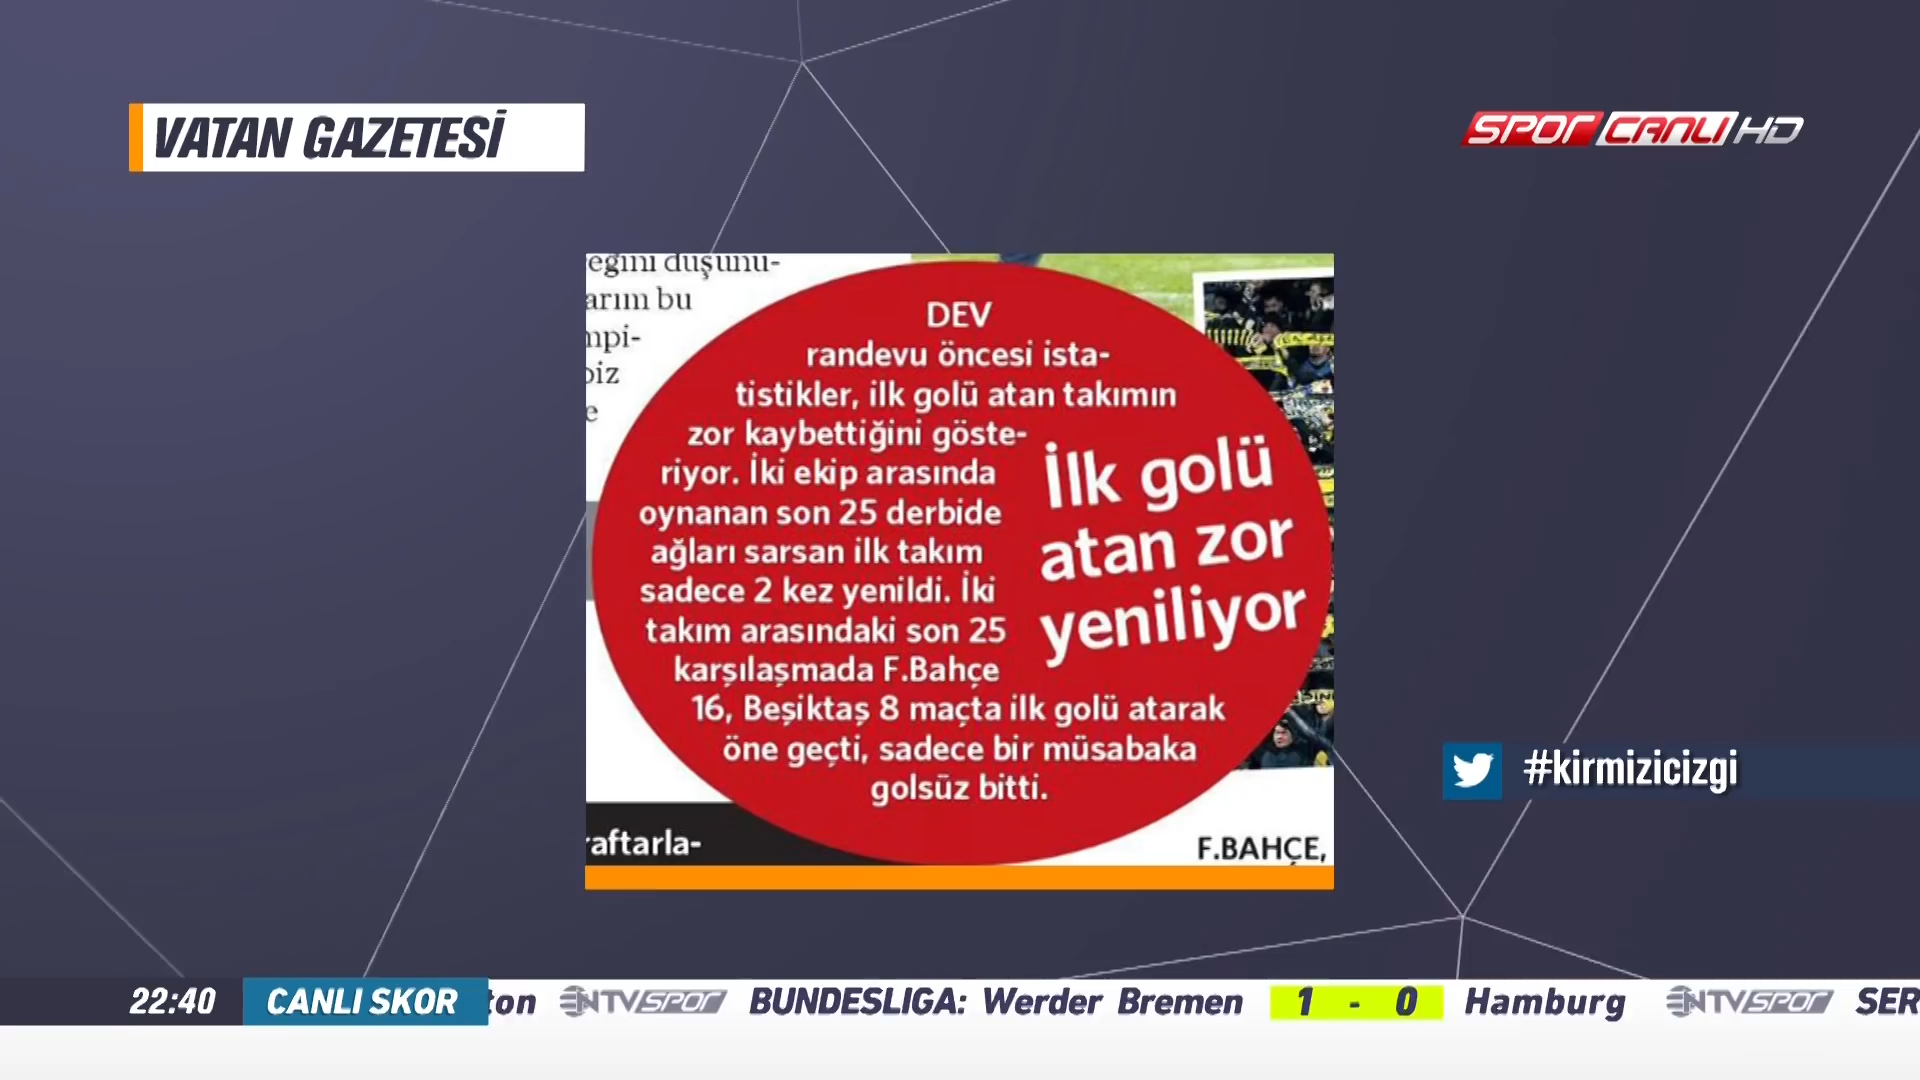 VATAN GAZETESİ
SPOR CANLI HD
eğini düşünü-
arım bu
mpi-
biz
e
DEV
randevu öncesi ista-
tistikler, ilk golü atan takımın
zor kaybettiğini göste-
riyor. İki ekip arasında
oynanan son 25 derbide
ağları sarsan ilk takım
sadece 2 kez yenildi. İki
takım arasındaki son 25
karşılaşmada F.Bahçe
16, Beşiktaş 8 maçta ilk golü atarak
öne geçti, sadece bir müsabaka
golsüz bitti.
İlk golü
atan zor
yeniliyor
raftarla-
F.BAHÇE,
#kirmizicizgi
22:40 CANLI SKOR ton NTVSPOR BUNDESLIGA: Werder Bremen 1 - 0 Hamburg NTVSPOR SER